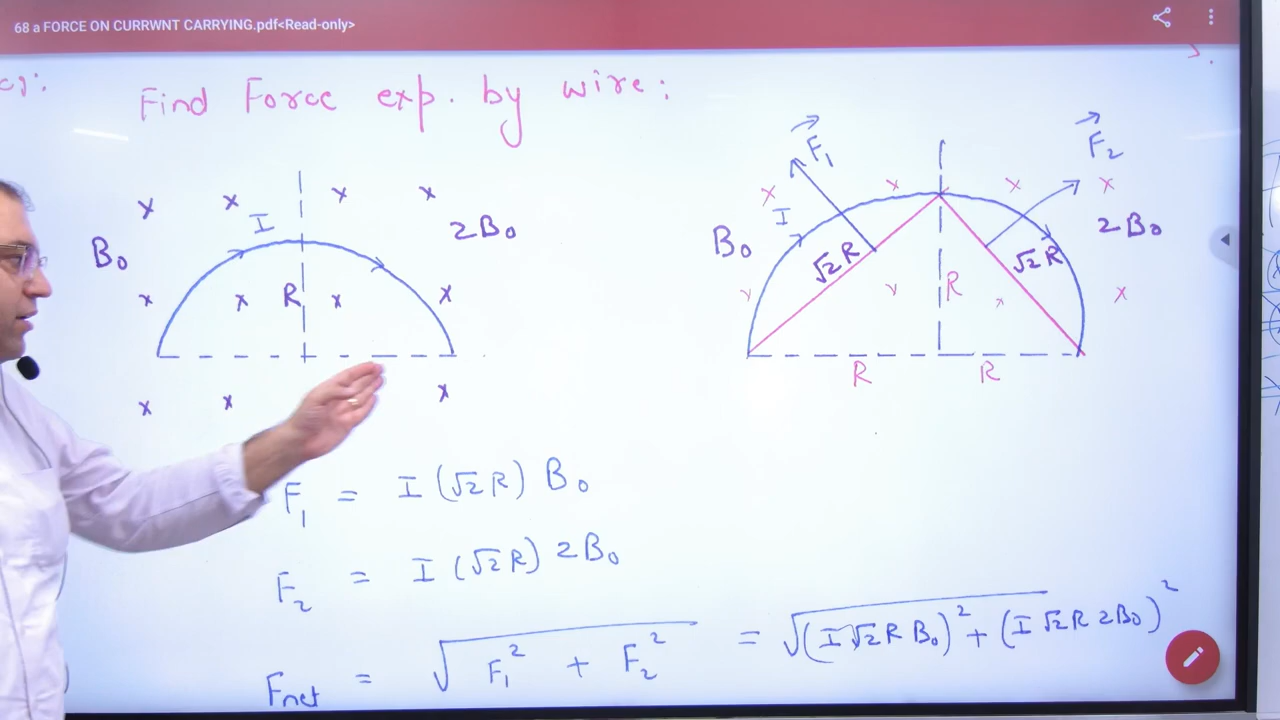 68 a FORCE ON CURRWNT CARRYING.pdf<Read-only>
Find Force exp. by wire:
B₀ I 2B₀
R
F₁ F₂
B₀ I √2 R R √2 R 2B₀
R R
F₁ = I (√2 R) B₀
F₂ = I (√2 R) 2B₀
Fnet = √(F₁² + F₂²) = √((I √2 R B₀)² + (I √2 R 2B₀)²)